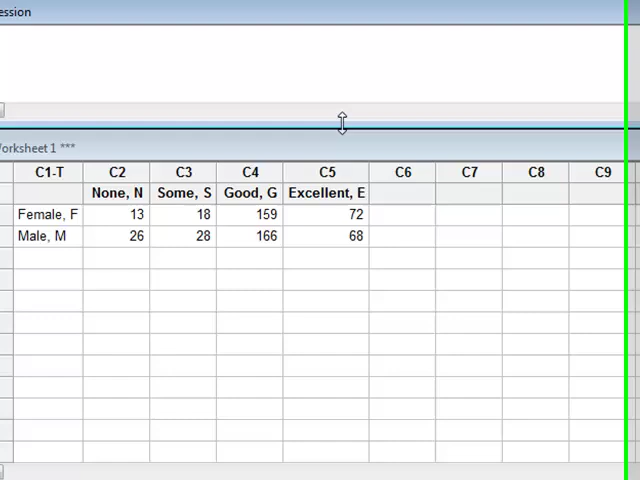 ession
Worksheet 1 ***
C1-T C2 C3 C4 C5 C6 C7 C8 C9
None, N Some, S Good, G Excellent, E
Female, F 13 18 159 72
Male, M 26 28 166 68